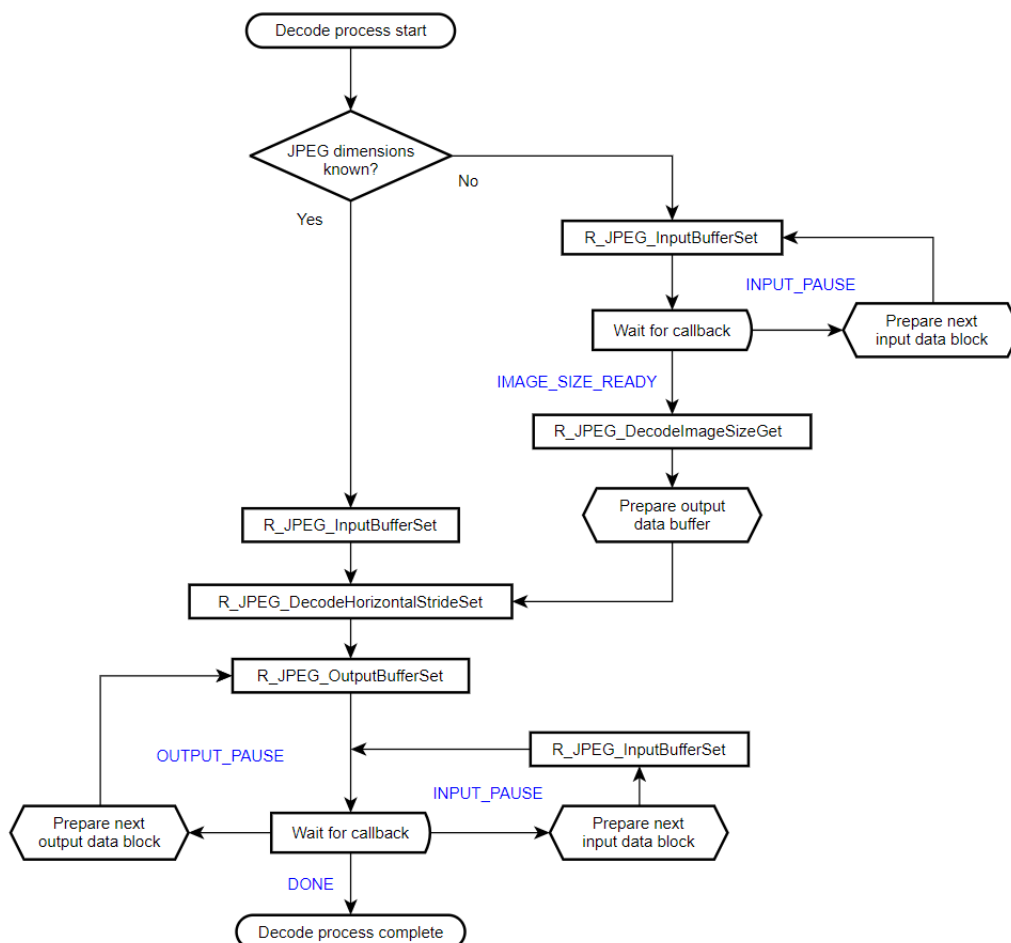 Decode process start
JPEG dimensions
known?
No
Yes
R_JPEG_InputBufferSet
INPUT_PAUSE
Wait for callback
Prepare next
input data block
IMAGE_SIZE_READY
R_JPEG_DecodeImageSizeGet
Prepare output
data buffer
R_JPEG_InputBufferSet
R_JPEG_DecodeHorizontalStrideSet
R_JPEG_OutputBufferSet
OUTPUT_PAUSE
R_JPEG_InputBufferSet
INPUT_PAUSE
Prepare next
output data block
Wait for callback
Prepare next
input data block
DONE
Decode process complete